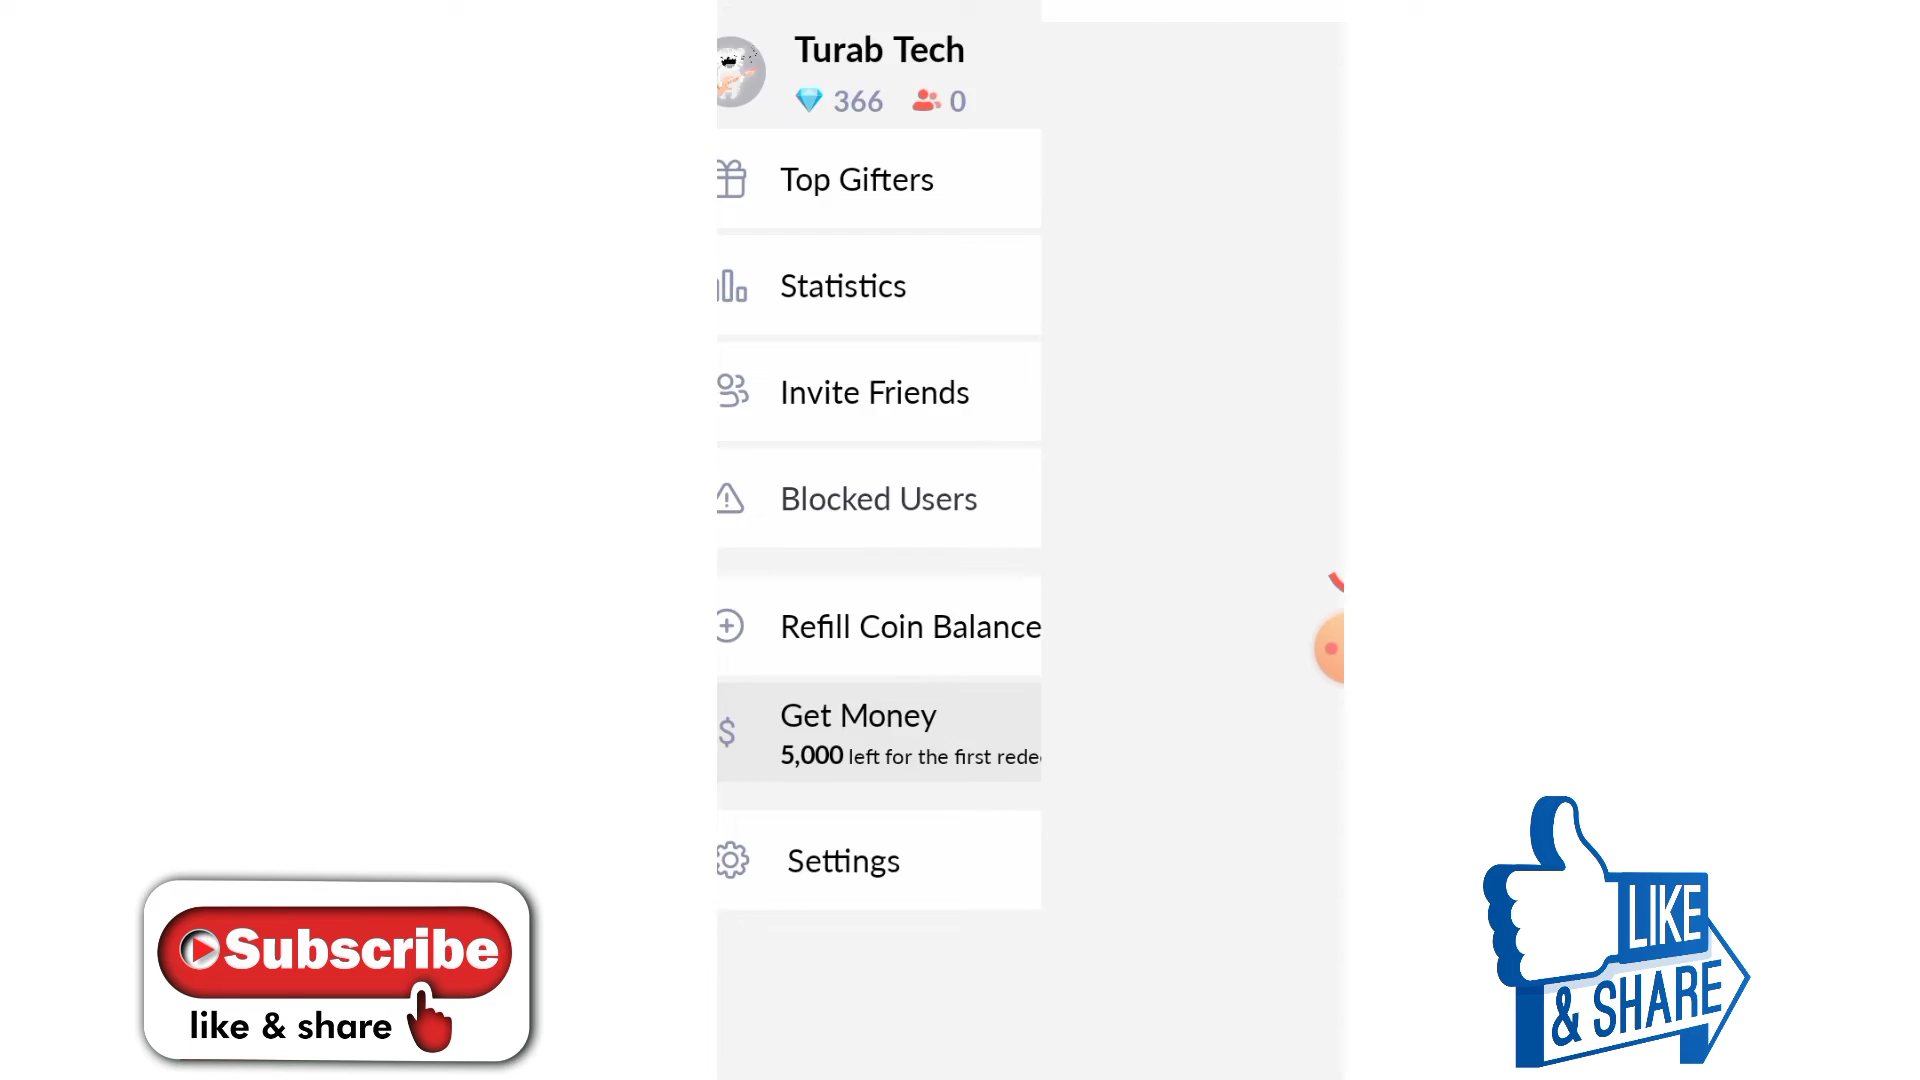 Turab Tech
366 0
Top Gifters
Statistics
Invite Friends
Blocked Users
Refill Coin Balance
Get Money
5,000 left for the first rede
Settings
Subscribe
like & share
LIKE
& SHARE